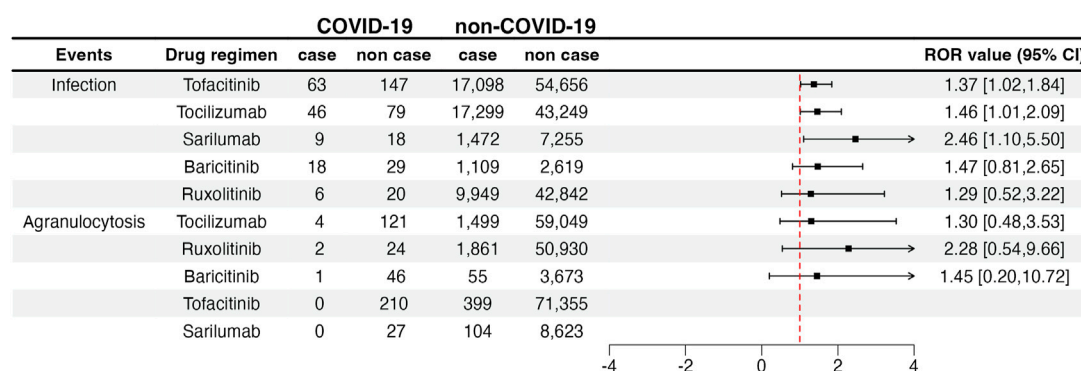 COVID-19 non-COVID-19
Events Drug regimen case non case case non case ROR value (95% CI)
Infection Tofacitinib 63 147 17,098 54,656 1.37 [1.02,1.84]
Tocilizumab 46 79 17,299 43,249 1.46 [1.01,2.09]
Sarilumab 9 18 1,472 7,255 2.46 [1.10,5.50]
Baricitinib 18 29 1,109 2,619 1.47 [0.81,2.65]
Ruxolitinib 6 20 9,949 42,842 1.29 [0.52,3.22]
Agranulocytosis Tocilizumab 4 121 1,499 59,049 1.30 [0.48,3.53]
Ruxolitinib 2 24 1,861 50,930 2.28 [0.54,9.66]
Baricitinib 1 46 55 3,673 1.45 [0.20,10.72]
Tofacitinib 0 210 399 71,355
Sarilumab 0 27 104 8,623
-4 -2 0 2 4